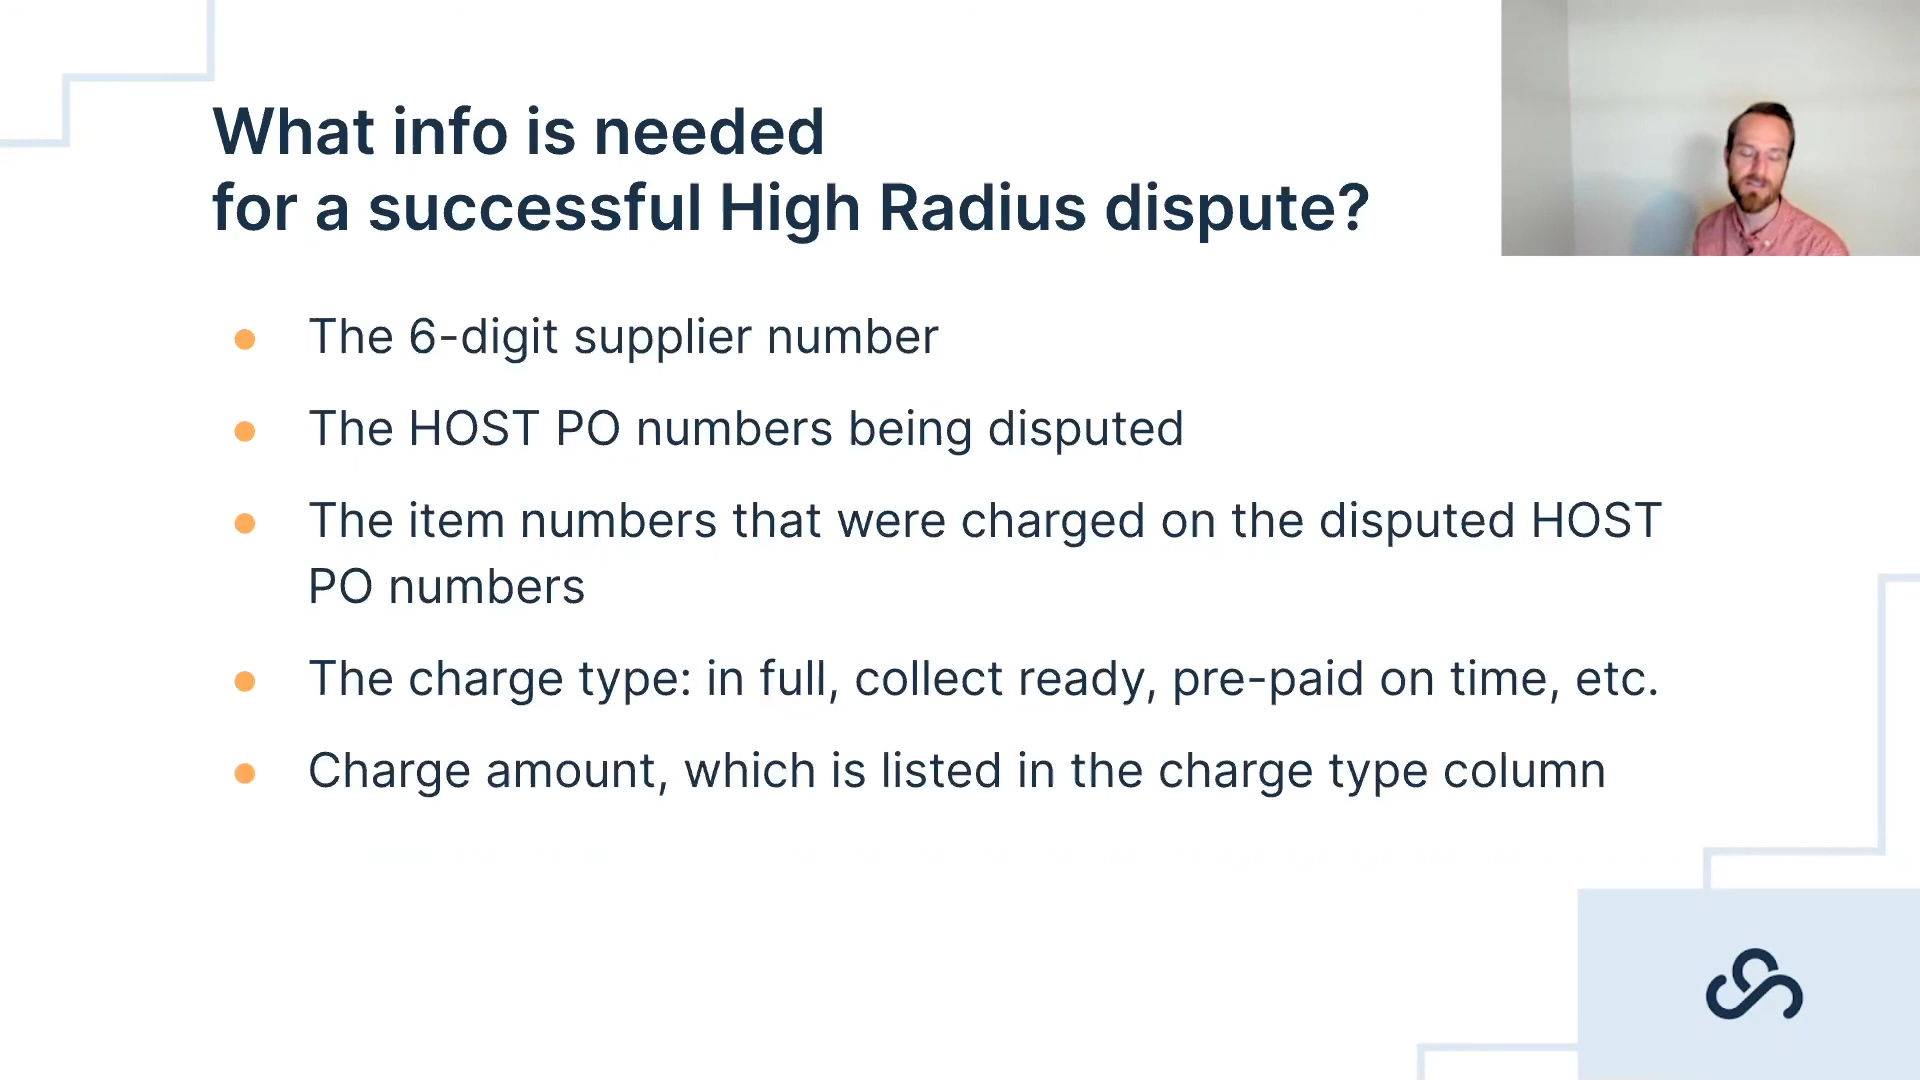 What info is needed
for a successful High Radius dispute?
The 6-digit supplier number
The HOST PO numbers being disputed
The item numbers that were charged on the disputed HOST
PO numbers
The charge type: in full, collect ready, pre-paid on time, etc.
Charge amount, which is listed in the charge type column